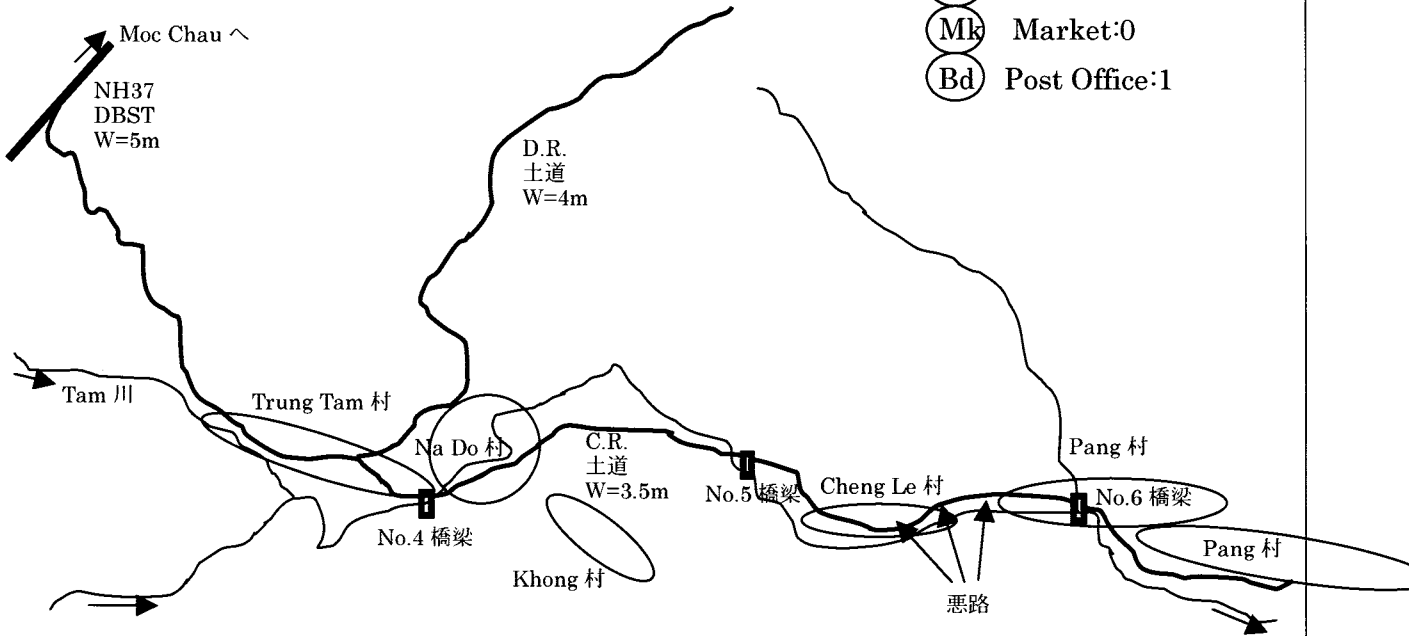 Mk Market:0
Bd Post Office:1
Moc Chau へ
NH37
DBST
W=5m
D.R.
土道
W=4m
Tam 川
Trung Tam 村
Na Do 村
C.R.
土道
W=3.5m
Pang 村
No.4 橋梁
No.5 橋梁
Cheng Le 村
No.6 橋梁
Khong 村
Pang 村
悪路